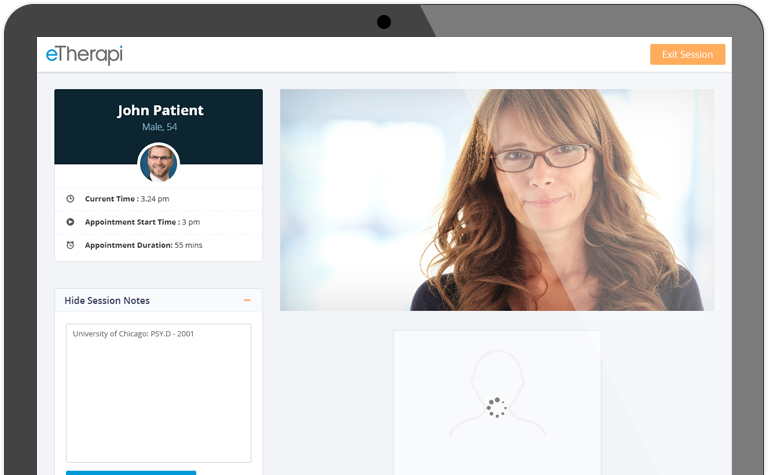 eTherapi
Exit Session
John Patient
Male, 54
Current Time : 3.24 pm
Appointment Start Time : 3 pm
Appointment Duration: 55 mins
Hide Session Notes
University of Chicago: PSY.D - 2001